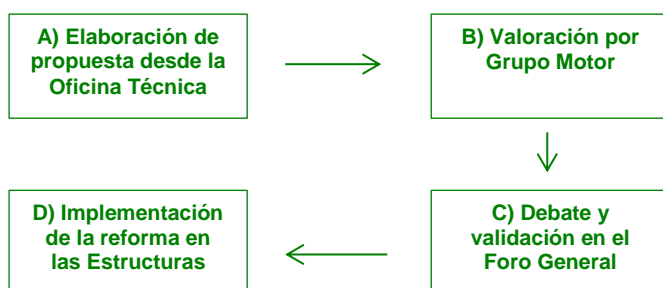 A) Elaboración de
propuesta desde la
Oficina Técnica
B) Valoración por
Grupo Motor
C) Debate y
validación en el
Foro General
D) Implementación
de la reforma en
las Estructuras